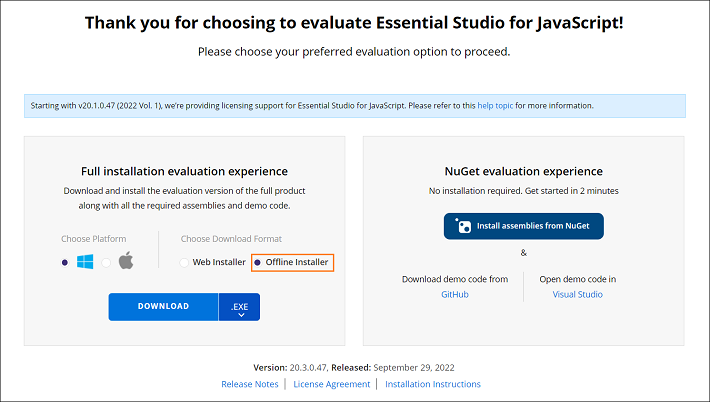 Thank you for choosing to evaluate Essential Studio for JavaScript!
Please choose your preferred evaluation option to proceed.
Starting with v20.1.0.47 (2022 Vol. 1), we're providing licensing support for Essential Studio for JavaScript. Please refer to this help topic for more information.
Full installation evaluation experience
Download and install the evaluation version of the full product
along with all the required assemblies and demo code.
Choose Platform
Choose Download Format
Web Installer
Offline Installer
DOWNLOAD
.EXE
NuGet evaluation experience
No installation required. Get started in 2 minutes
Install assemblies from NuGet
&
Download demo code from
GitHub
Open demo code in
Visual Studio
Version: 20.3.0.47, Released: September 29, 2022
Release Notes | License Agreement | Installation Instructions